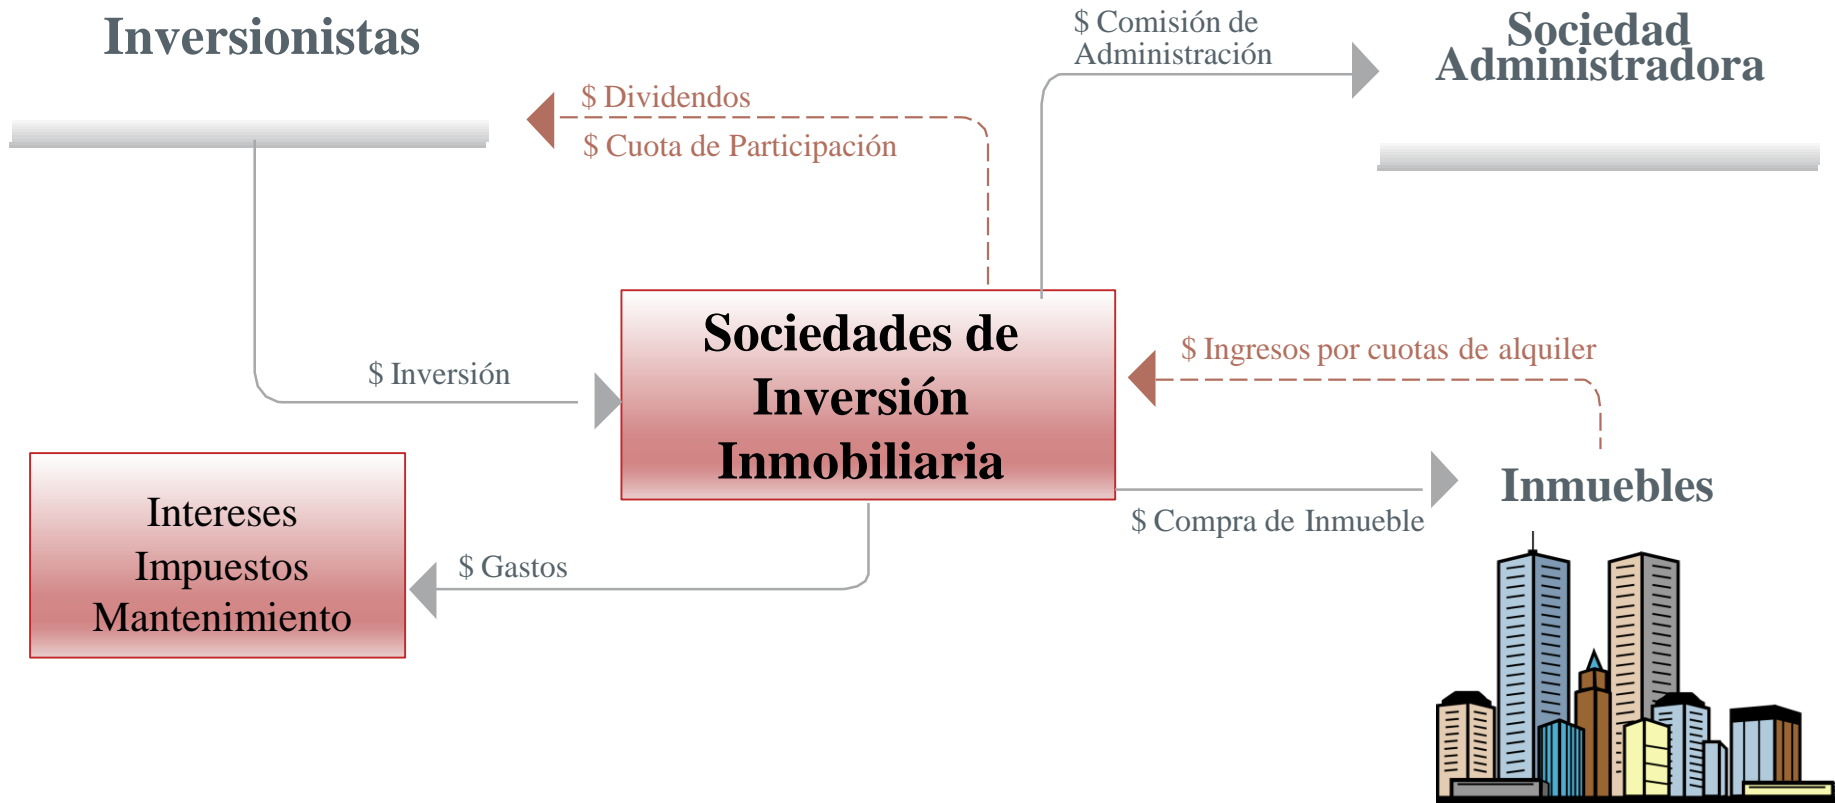 Inversionistas
$ Comisión de
Administración
Sociedad
Administradora
$ Dividendos
$ Cuota de Participación
Sociedades de
Inversión
Inmobiliaria
$ Inversión
$ Ingresos por cuotas de alquiler
Inmuebles
$ Compra de Inmueble
Intereses
Impuestos
Mantenimiento
$ Gastos